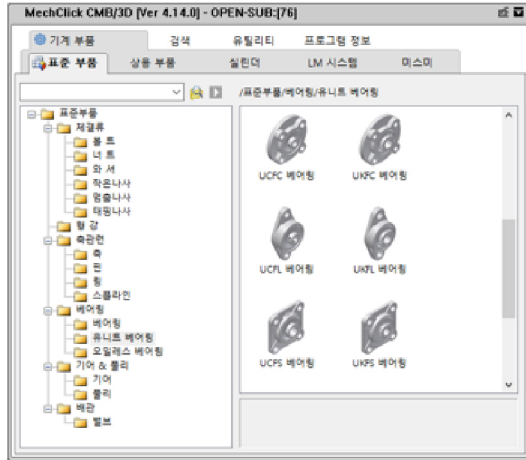 MechClick CMB/3D [Ver 4.14.0] - OPEN-SUB:[76]
기계 부품 검색 유틸리티 프로그램 정보
표준 부품 상용 부품 실린더 LM 시스템 미스미
/표준부품/베어링/유니트 베어링
표준부품
체결류
볼 트
너 트
와 셔
작은나사
멈춤나사
태핑나사
형 강
축관련
축
핀
링
스플라인
베어링
베어링
유니트 베어링
오일레스 베어링
기어 & 풀리
기어
풀리
배관
밸브
UCFC 베어링 UKFC 베어링
UCFL 베어링 UKFL 베어링
UCFS 베어링 UKFS 베어링